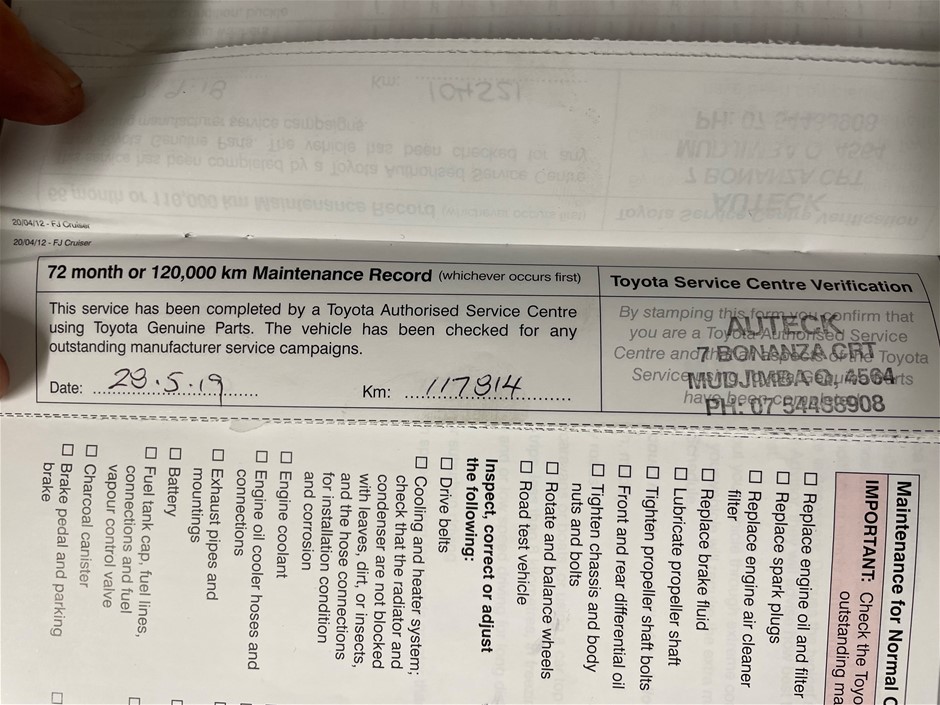 20/04/12 - FJ Cruiser
20/04/12 - FJ Cruiser
72 month or 120,000 km Maintenance Record (whichever occurs first)
This service has been completed by a Toyota Authorised Service Centre
using Toyota Genuine Parts. The vehicle has been checked for any
outstanding manufacturer service campaigns.
Date: 29.5.19
Km: 117814
Toyota Service Centre Verification
By stamping this form you confirm that
you are a Toyota Authorised Service
Centre and Toyota
Service
have been completed
AUTECK
7 BONANZA CRT
MUDJIMBA Q, 4564
PH: 07 54488908
Maintenance for Normal
IMPORTANT: Check the
outstanding
Replace engine oil and filter
Replace spark plugs
Replace engine air cleaner
filter
Replace brake fluid
Lubricate propeller shaft
Tighten propeller shaft bolts
Front and rear differential oil
Tighten chassis and body
nuts and bolts
Rotate and balance wheels
Road test vehicle
Inspect, correct or adjust
the following:
Drive belts
Cooling and heater system;
check that the radiator and
condenser are not blocked
with leaves, dirt, or insects,
and the hose connections
for installation condition
and corrosion
Engine coolant
Engine oil cooler hoses and
connections
Exhaust pipes and
mountings
Battery
Fuel tank cap, fuel lines,
connections and fuel
vapour control valve
Charcoal canister
Brake pedal and parking
brake